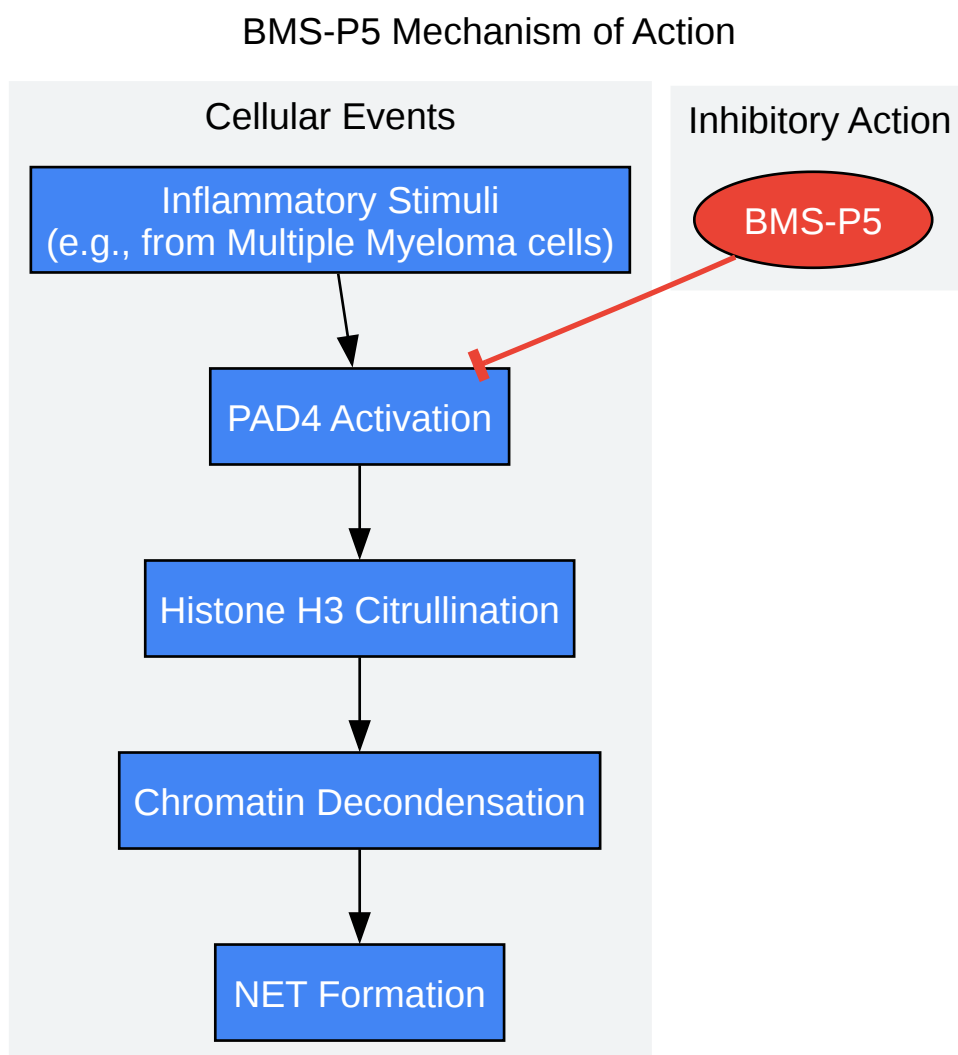 BMS-P5 Mechanism of Action
Cellular Events
Inflammatory Stimuli
(e.g., from Multiple Myeloma cells)
PAD4 Activation
Histone H3 Citrullination
Chromatin Decondensation
NET Formation
Inhibitory Action
BMS-P5